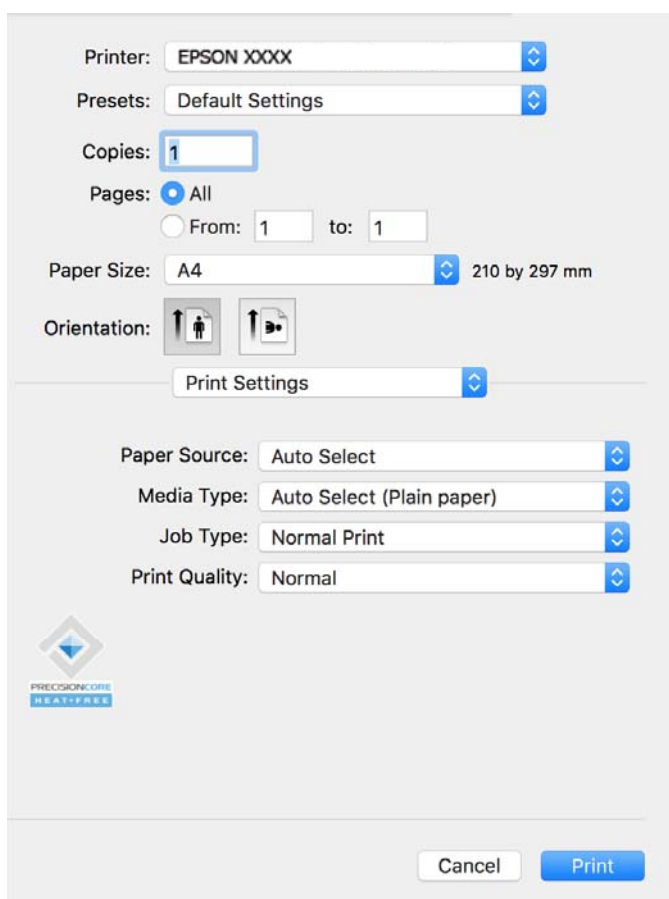 Printer: EPSON XXXX
Presets: Default Settings
Copies: 1
Pages: All
From: 1 to: 1
Paper Size: A4 210 by 297 mm
Orientation:
Print Settings
Paper Source: Auto Select
Media Type: Auto Select (Plain paper)
Job Type: Normal Print
Print Quality: Normal
PRECISIONCORE
HEAT-FREE
Cancel Print